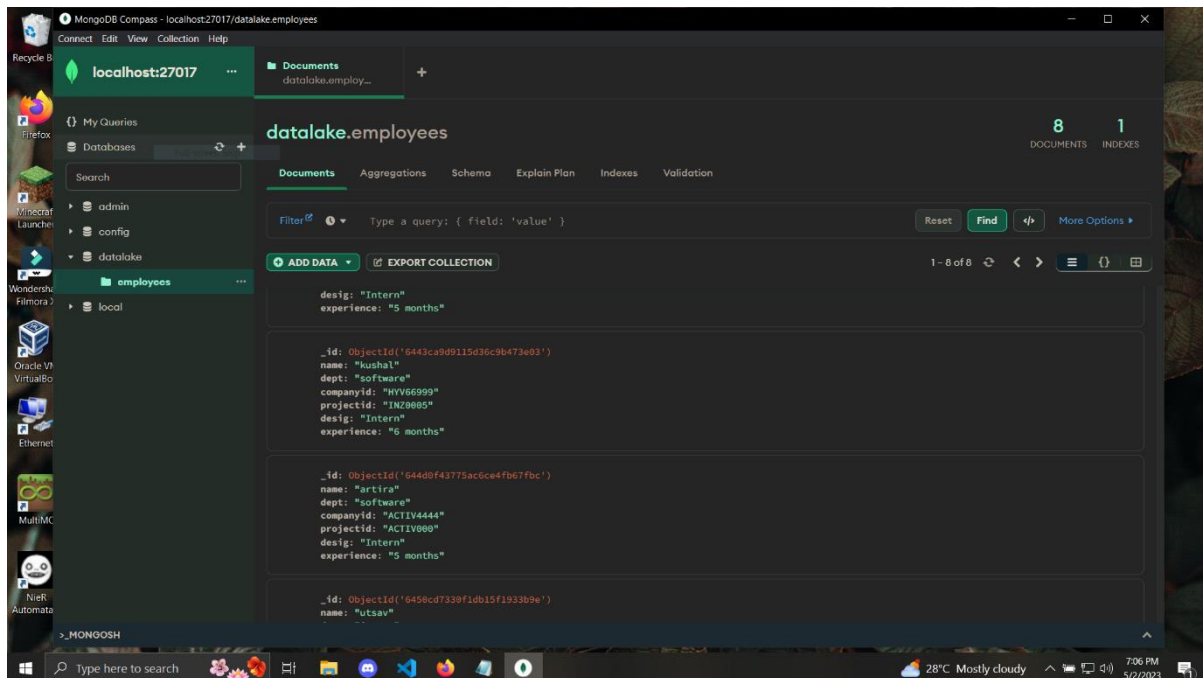 MongoDB Compass - localhost:27017/datalake.employees
Connect Edit View Collection Help
localhost:27017 ...
Documents
datalake.employ...
My Queries
Databases
Search
admin
config
datalake
employees ...
local
datalake.employees
8
DOCUMENTS
1
INDEXES
Documents Aggregations Schema Explain Plan Indexes Validation
Filter Type a query: { field: 'value' } Reset Find </> More Options
ADD DATA EXPORT COLLECTION 1 - 8 of 8 {}
desig: "Intern"
experience: "5 months"
_id: ObjectId('6443ca9d9115d36c9b473e03')
name: "kushal"
dept: "software"
companyid: "HYV66999"
projectid: "INZ0005"
desig: "Intern"
experience: "6 months"
_id: ObjectId('644d0f43775ac6ce4fb67fbc')
name: "artira"
dept: "software"
companyid: "ACTIV4444"
projectid: "ACTIV000"
desig: "Intern"
experience: "5 months"
_id: ObjectId('6450cd7330f1db15f1933b9e')
name: "utsav"
>_MONGOSH
Recycle B
Firefox
Minecraf
Launche
Wondersha
Filmora
Oracle VM
VirtualBo
Ethernet
MultiMC
NieR
Automata
Type here to search
28°C Mostly cloudy
7:06 PM
5/2/2023